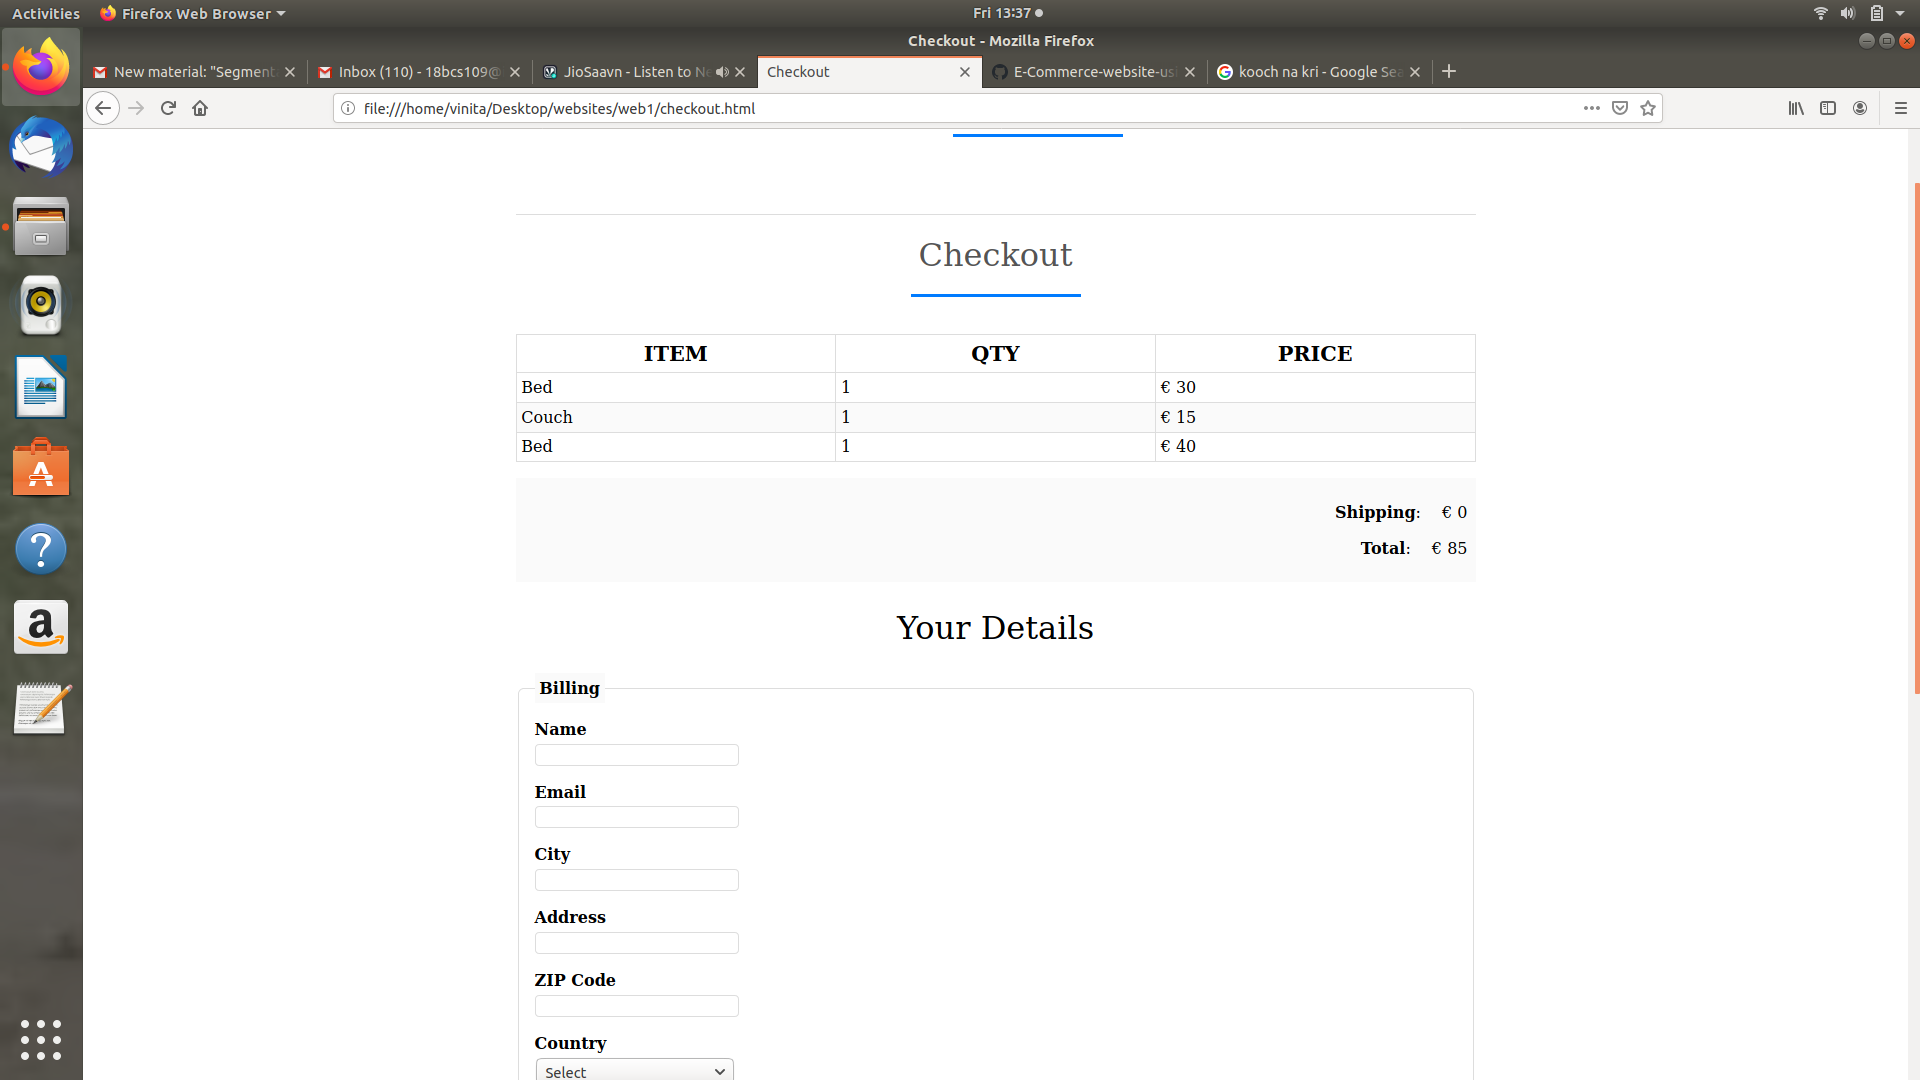 Activities Firefox Web Browser Fri 13:37
Checkout - Mozilla Firefox
New material: "Segment Inbox (110) - 18bcs109@ JioSaavn - Listen to Ne Checkout E-Commerce-website-usi kooch na kri - Google Sea
file:///home/vinita/Desktop/websites/web1/checkout.html
Checkout
ITEM QTY PRICE
Bed 1 € 30
Couch 1 € 15
Bed 1 € 40
Shipping: € 0
Total: € 85
Your Details
Billing
Name
Email
City
Address
ZIP Code
Country
Select